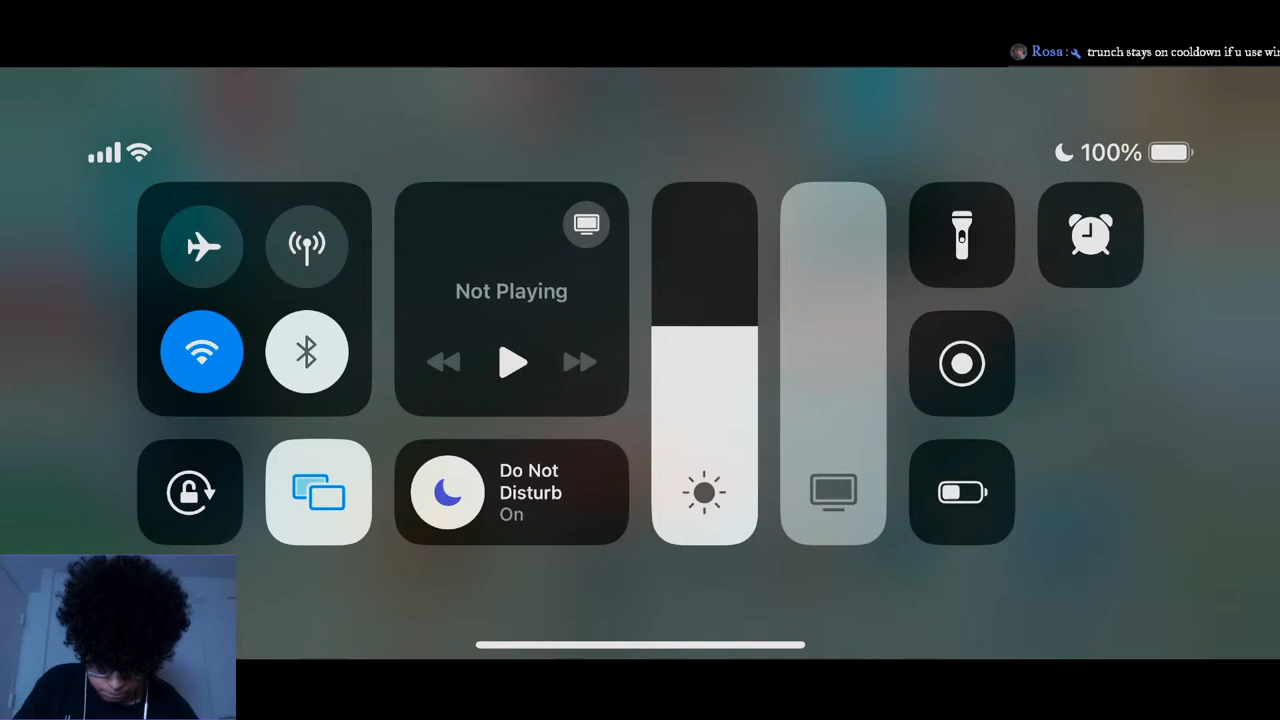 Rosa: trunch stays on cooldown if u use
100%
Not Playing
Do Not
Disturb
On